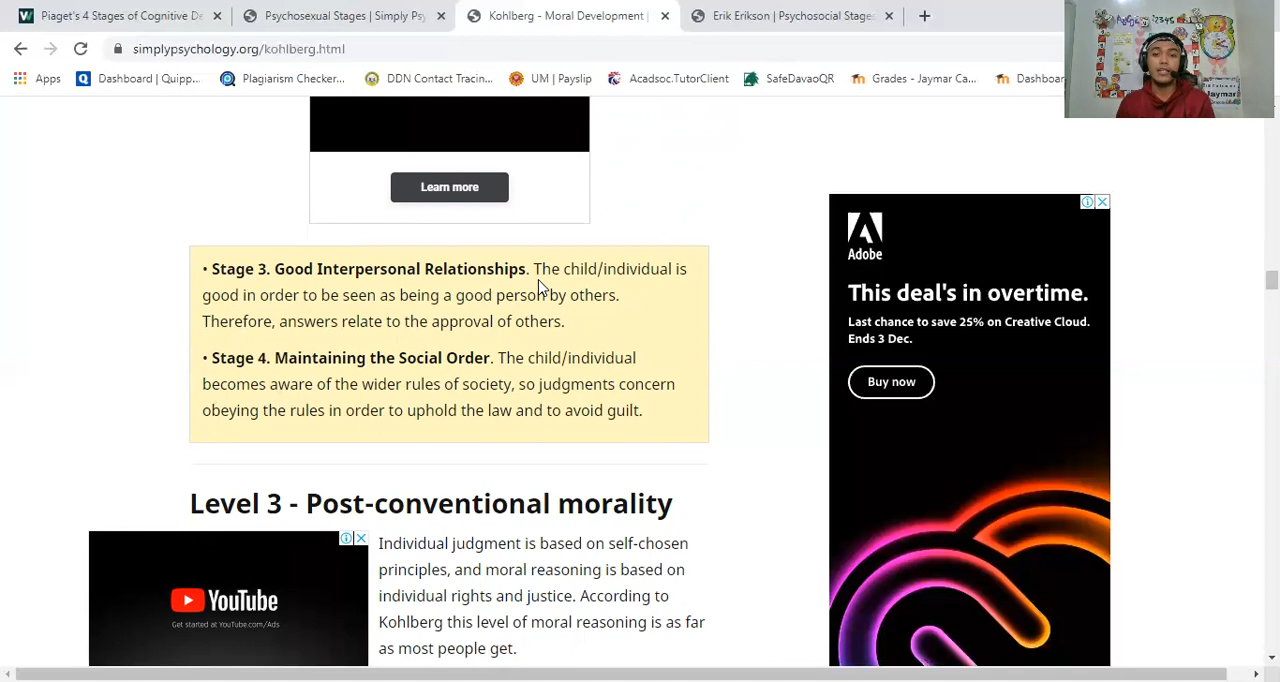 Piaget's 4 Stages of Cognitive De
Psychosexual Stages | Simply Psy
Kohlberg - Moral Development |
Erik Erikson | Psychosocial Stages
simplypsychology.org/kohlberg.html
Apps
Dashboard | Quipp...
Plagiarism Checker...
DDN Contact Tracin...
UM | Payslip
Acadsoc.TutorClient
SafeDavaoQR
Grades - Jaymar Ca...
Dashboar
Jaymar
Learn more
• Stage 3. Good Interpersonal Relationships. The child/individual is
good in order to be seen as being a good person by others.
Therefore, answers relate to the approval of others.
• Stage 4. Maintaining the Social Order. The child/individual
becomes aware of the wider rules of society, so judgments concern
obeying the rules in order to uphold the law and to avoid guilt.
Adobe
This deal's in overtime.
Last chance to save 25% on Creative Cloud.
Ends 3 Dec.
Buy now
Level 3 - Post-conventional morality
YouTube
Get started at YouTube.com/Ads
Individual judgment is based on self-chosen
principles, and moral reasoning is based on
individual rights and justice. According to
Kohlberg this level of moral reasoning is as far
as most people get.